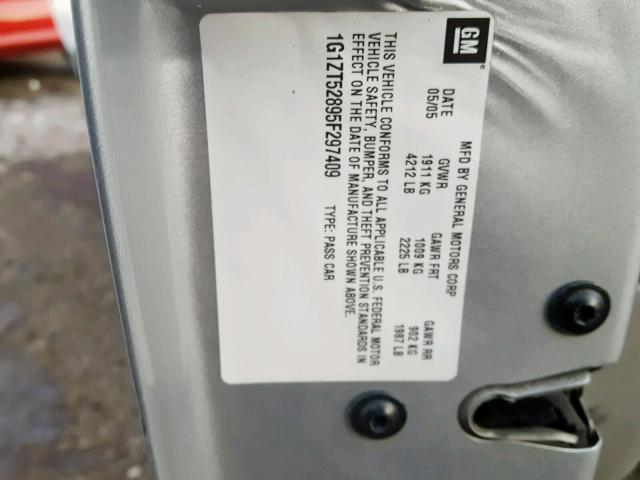 GM
MFD BY GENERAL MOTORS CORP
DATE GVWR GAWR FRT GAWR RR
05/05 1911 KG 1009 KG 902 KG
4212 LB 2225 LB 1987 LB
THIS VEHICLE CONFORMS TO ALL APPLICABLE U.S. FEDERAL MOTOR
VEHICLE SAFETY, BUMPER, AND THEFT PREVENTION STANDARDS IN
EFFECT ON THE DATE OF MANUFACTURE SHOWN ABOVE.
1G1ZT52895F297409 TYPE: PASS CAR